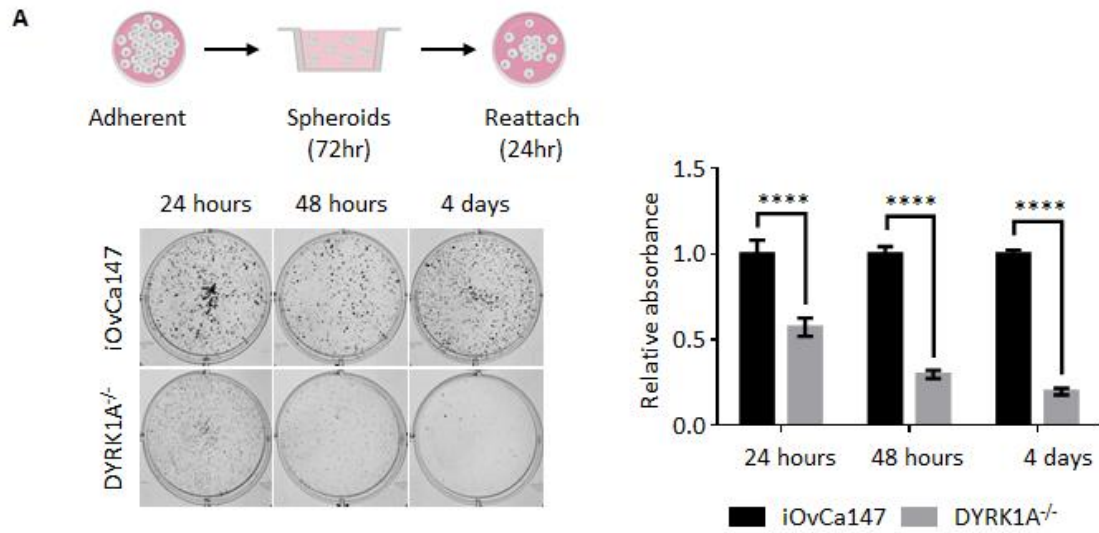 A
Adherent
Spheroids
(72hr)
Reattach
(24hr)
24 hours 48 hours 4 days
iOvCa147
DYRK1A-/-
Relative absorbance
1.5
1.0
0.5
0.0
**** **** ****
24 hours 48 hours 4 days
iOvCa147 DYRK1A-/-